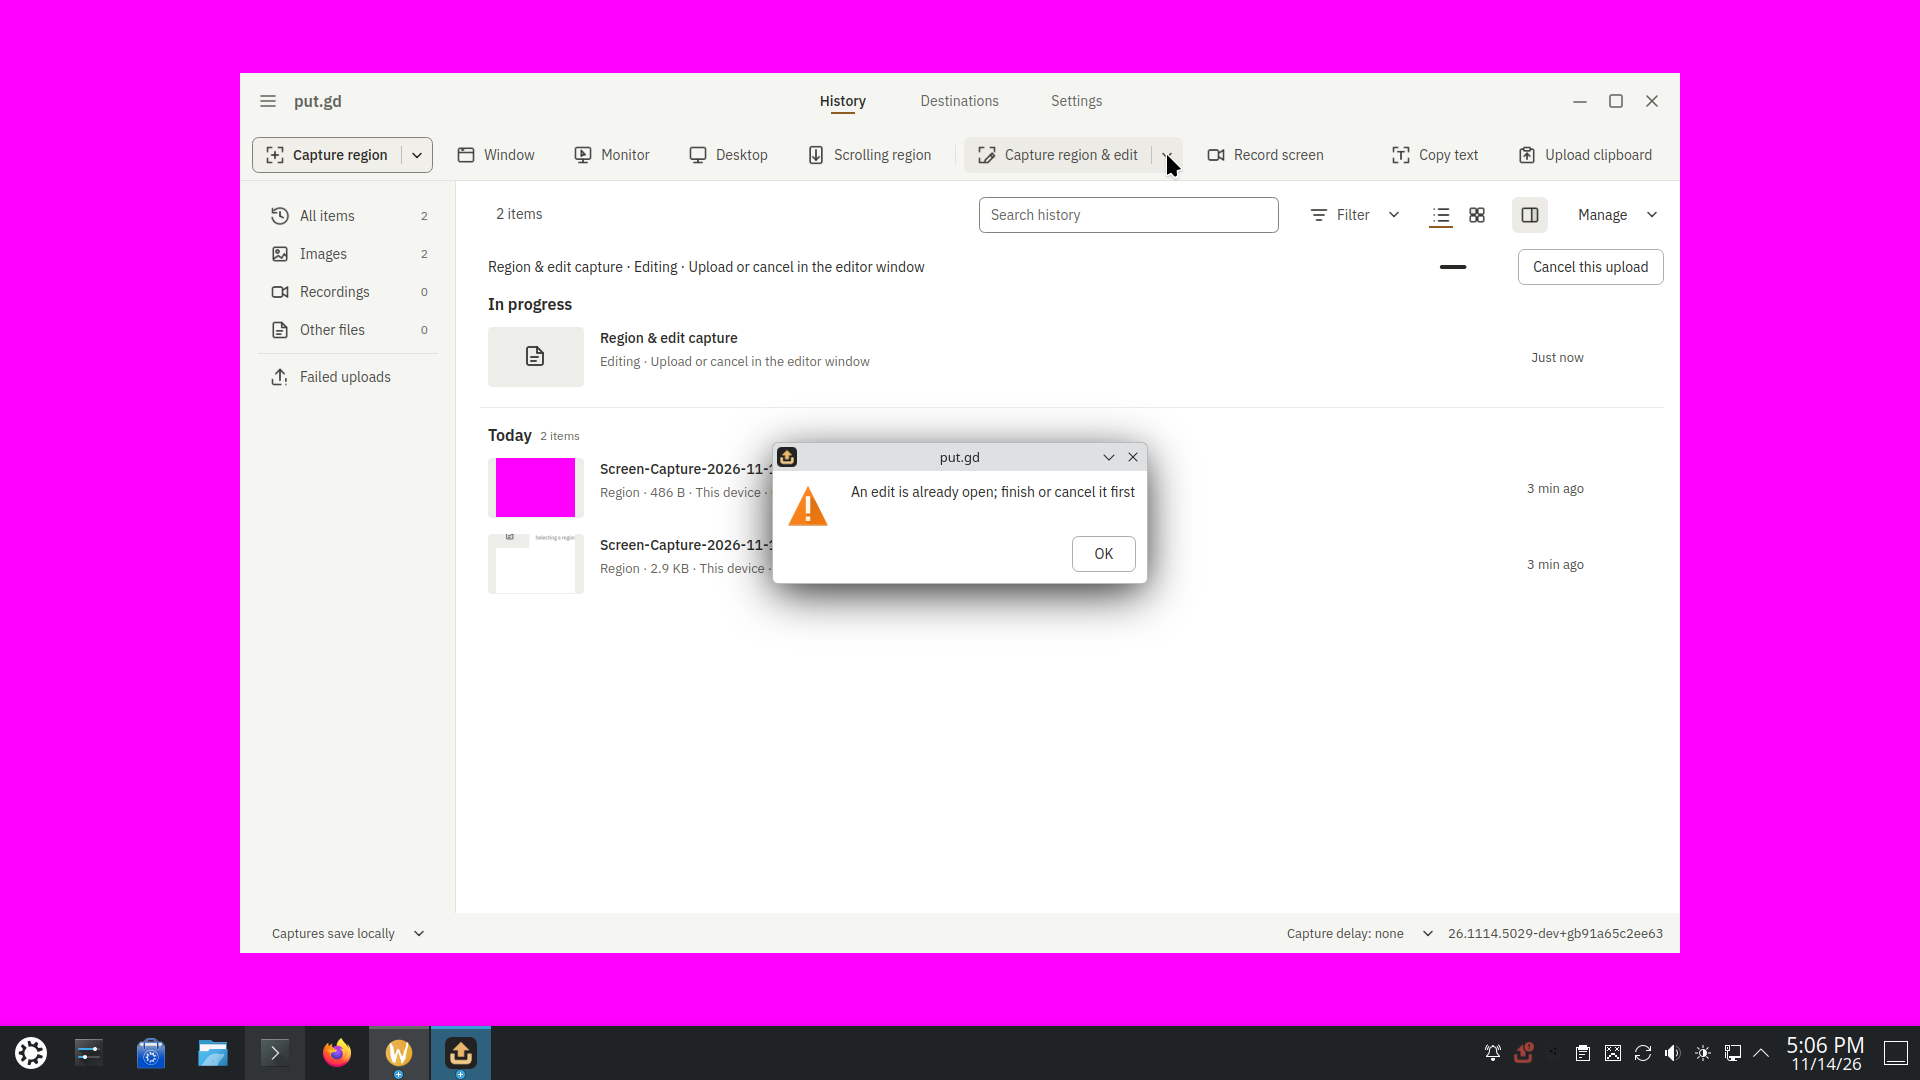 put.gd
History
Destinations
Settings
Capture region
Window
Monitor
Desktop
Scrolling region
Capture region & edit
Record screen
Copy text
Upload clipboard
All items 2
Images 2
Recordings 0
Other files 0
Failed uploads
2 items
Search history
Filter
Manage
Region & edit capture · Editing · Upload or cancel in the editor window
Cancel this upload
In progress
Region & edit capture
Editing · Upload or cancel in the editor window
Just now
Today 2 items
Screen-Capture-2026-11-
Region · 486 B · This device ·
3 min ago
Selecting a region
Screen-Capture-2026-11-
Region · 2.9 KB · This device ·
3 min ago
put.gd
An edit is already open; finish or cancel it first
OK
Captures save locally
Capture delay: none
26.1114.5029-dev+gb91a65c2ee63
5:06 PM
11/14/26